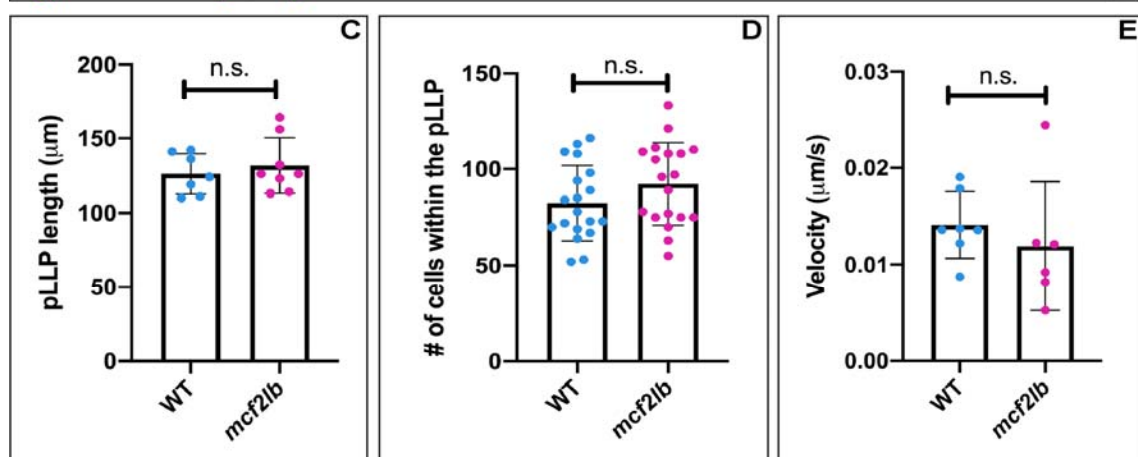 C
200
150
100
50
0
pLLP length (μm)
n.s.
WT
mcf2lb
D
150
100
50
0
# of cells within the pLLP
n.s.
WT
mcf2lb
E
0.03
0.02
0.01
0.00
Velocity (μm/s)
n.s.
WT
mcf2lb